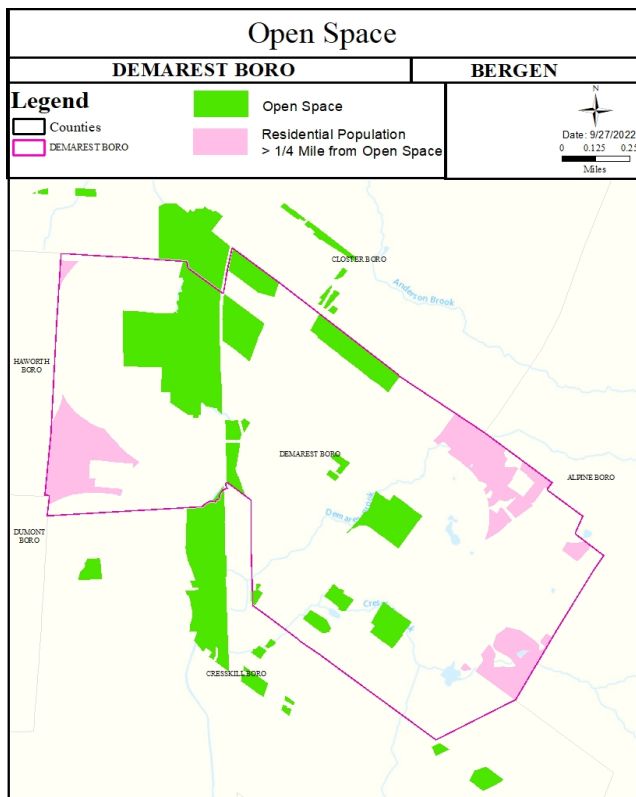 Open Space
DEMAREST BORO
BERGEN
Legend
Counties
DEMAREST BORO
Open Space
Residential Population
> 1/4 Mile from Open Space
N
Date: 9/27/2022
0 0.125 0.25
Miles
CLOSTER BORO
Anderson Brook
HAWORTH
BORO
DEMAREST BORO
ALPINE BORO
DUMONT
BORO
CRESSKILL BORO